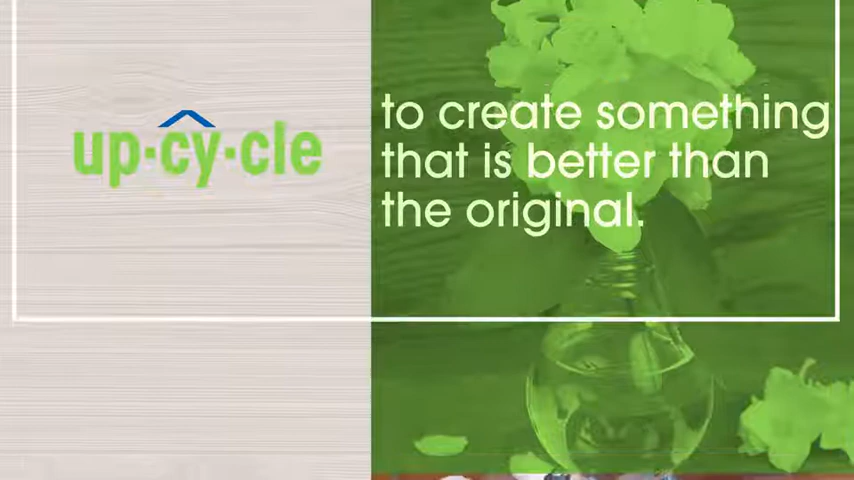 up·cy·cle
to create something
that is better than
the original.